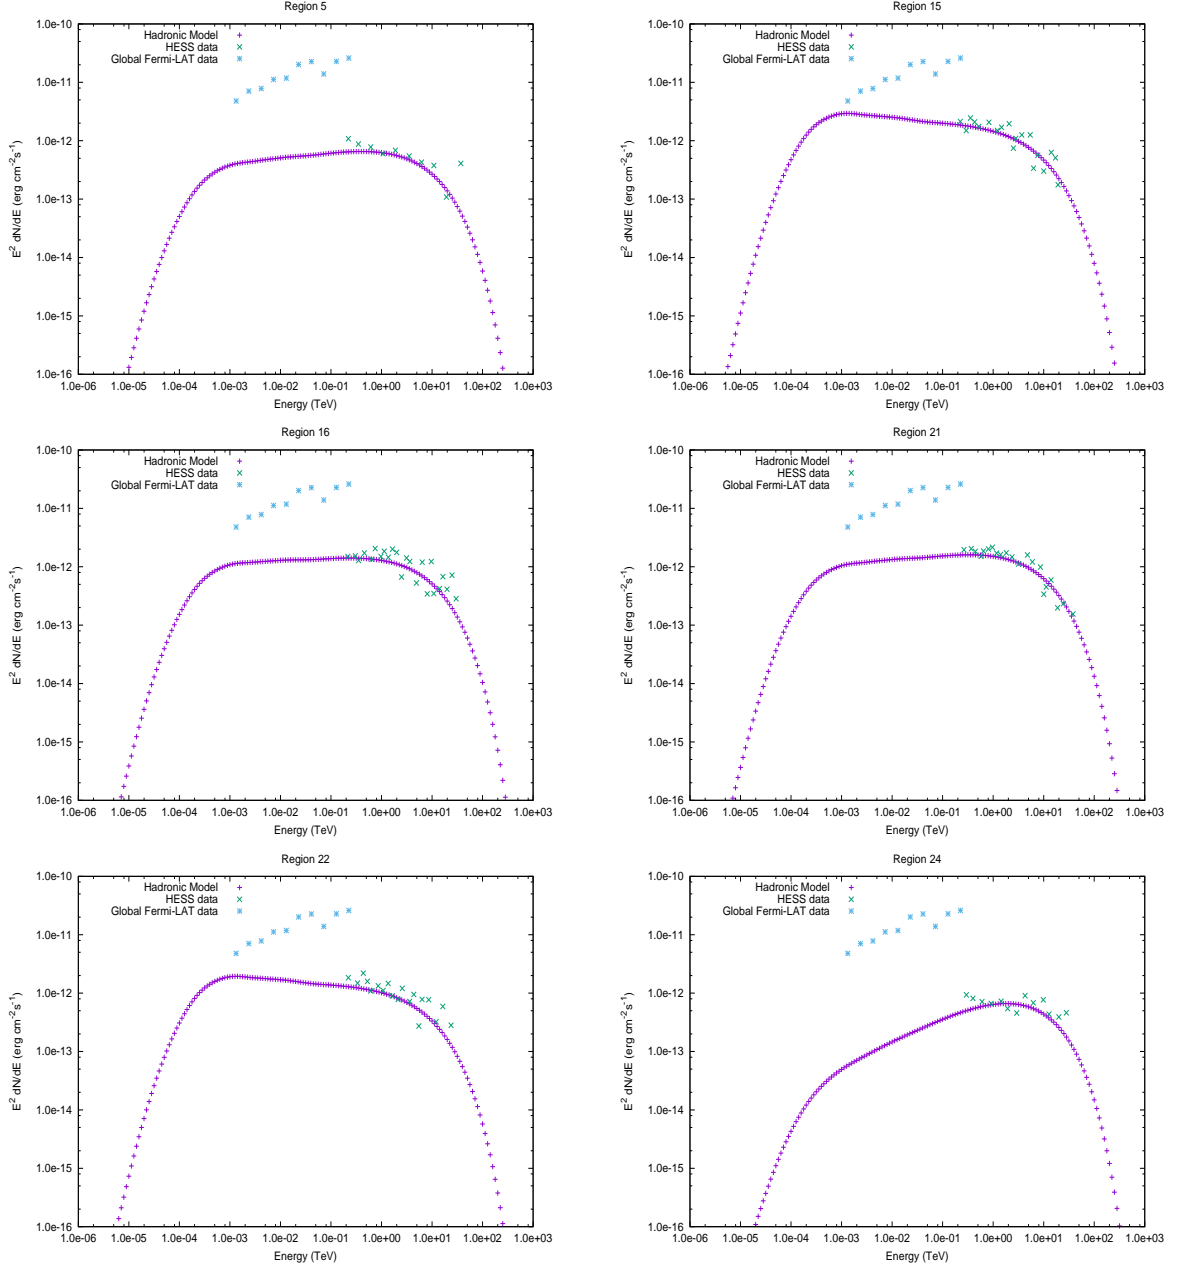 Region 5
1.0e-10
1.0e-11
1.0e-12
1.0e-13
1.0e-14
1.0e-15
1.0e-16
E² dN/dE (erg cm⁻²s⁻¹)
Hadronic Model
HESS data
Global Fermi-LAT data
1.0e-06 1.0e-05 1.0e-04 1.0e-03 1.0e-02 1.0e-01 1.0e+00 1.0e+01 1.0e+02 1.0e+03
Energy (TeV)
Region 15
1.0e-10
1.0e-11
1.0e-12
1.0e-13
1.0e-14
1.0e-15
1.0e-16
E² dN/dE (erg cm⁻²s⁻¹)
Hadronic Model
HESS data
Global Fermi-LAT data
1.0e-06 1.0e-05 1.0e-04 1.0e-03 1.0e-02 1.0e-01 1.0e+00 1.0e+01 1.0e+02 1.0e+03
Energy (TeV)
Region 16
1.0e-10
1.0e-11
1.0e-12
1.0e-13
1.0e-14
1.0e-15
1.0e-16
E² dN/dE (erg cm⁻²s⁻¹)
Hadronic Model
HESS data
Global Fermi-LAT data
1.0e-06 1.0e-05 1.0e-04 1.0e-03 1.0e-02 1.0e-01 1.0e+00 1.0e+01 1.0e+02 1.0e+03
Energy (TeV)
Region 21
1.0e-10
1.0e-11
1.0e-12
1.0e-13
1.0e-14
1.0e-15
1.0e-16
E² dN/dE (erg cm⁻²s⁻¹)
Hadronic Model
HESS data
Global Fermi-LAT data
1.0e-06 1.0e-05 1.0e-04 1.0e-03 1.0e-02 1.0e-01 1.0e+00 1.0e+01 1.0e+02 1.0e+03
Energy (TeV)
Region 22
1.0e-10
1.0e-11
1.0e-12
1.0e-13
1.0e-14
1.0e-15
1.0e-16
E² dN/dE (erg cm⁻²s⁻¹)
Hadronic Model
HESS data
Global Fermi-LAT data
1.0e-06 1.0e-05 1.0e-04 1.0e-03 1.0e-02 1.0e-01 1.0e+00 1.0e+01 1.0e+02 1.0e+03
Energy (TeV)
Region 24
1.0e-10
1.0e-11
1.0e-12
1.0e-13
1.0e-14
1.0e-15
1.0e-16
E² dN/dE (erg cm⁻²s⁻¹)
Hadronic Model
HESS data
Global Fermi-LAT data
1.0e-06 1.0e-05 1.0e-04 1.0e-03 1.0e-02 1.0e-01 1.0e+00 1.0e+01 1.0e+02 1.0e+03
Energy (TeV)